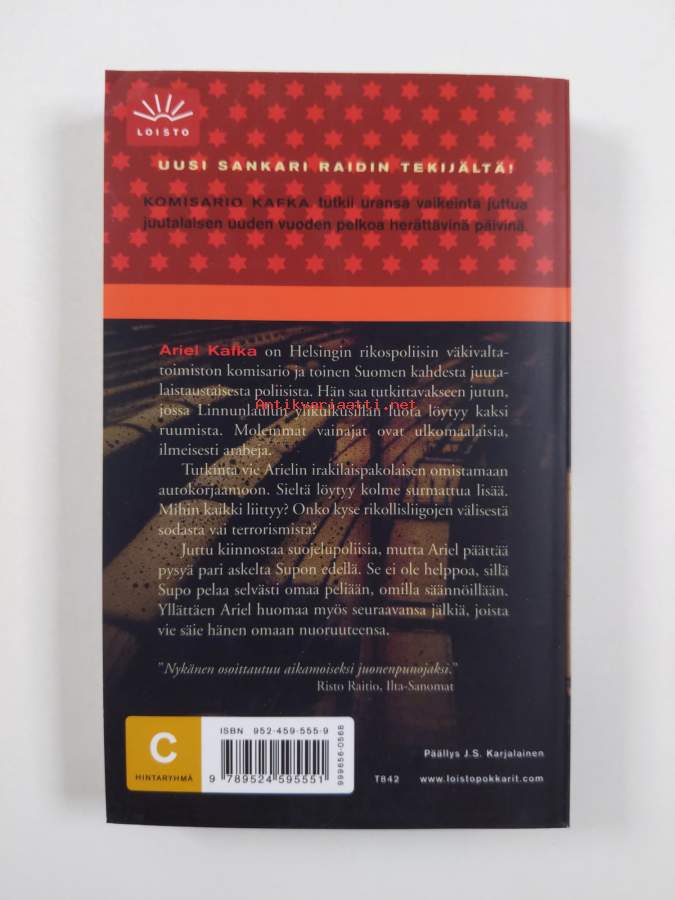 LOISTO
UUSI SANKARI RAIDIN TEKIJÄLTÄ!
KOMISARIO KAFKA tutkii uransa vaikeinta juttua
juutalaisen uuden vuoden pelkoa herättävinä päivinä.
Ariel Kafka on Helsingin rikospoliisin väkivalta-
toimiston komisario ja toinen Suomen kahdesta juuta-
laistaustaisesta poliisista. Hän saa tutkittavakseen jutun,
Antikvariaatti.net
jossa Linnunlaulun ylikulkusillan luota löytyy kaksi
ruumista. Molemmat vainajat ovat ulkomaalaisia,
ilmeisesti arabeja.
Tutkinta vie Arielin irakilaispakolaisen omistamaan
autokorjaamoon. Sieltä löytyy kolme surmattua lisää.
Mihin kaikki liittyy? Onko kyse rikollisliigojen välisestä
sodasta vai terrorismista?
Juttu kiinnostaa suojelupoliisia, mutta Ariel päättää
pysyä pari askelta Supon edellä. Se ei ole helppoa, sillä
Supo pelaa selvästi omaa peliään, omilla säännöillään.
Yllättäen Ariel huomaa myös seuraavansa jälkiä, joista
vie säie hänen omaan nuoruuteensa.
"Nykänen osoittautuu aikamoiseksi juonenpunojaksi."
Risto Raitio, Ilta-Sanomat
C
HINTARYHMÄ
ISBN 952-459-555-9
9 789524 595551
999656-0568
Päällys J.S. Karjalainen
T842 www.loistopokkarit.com